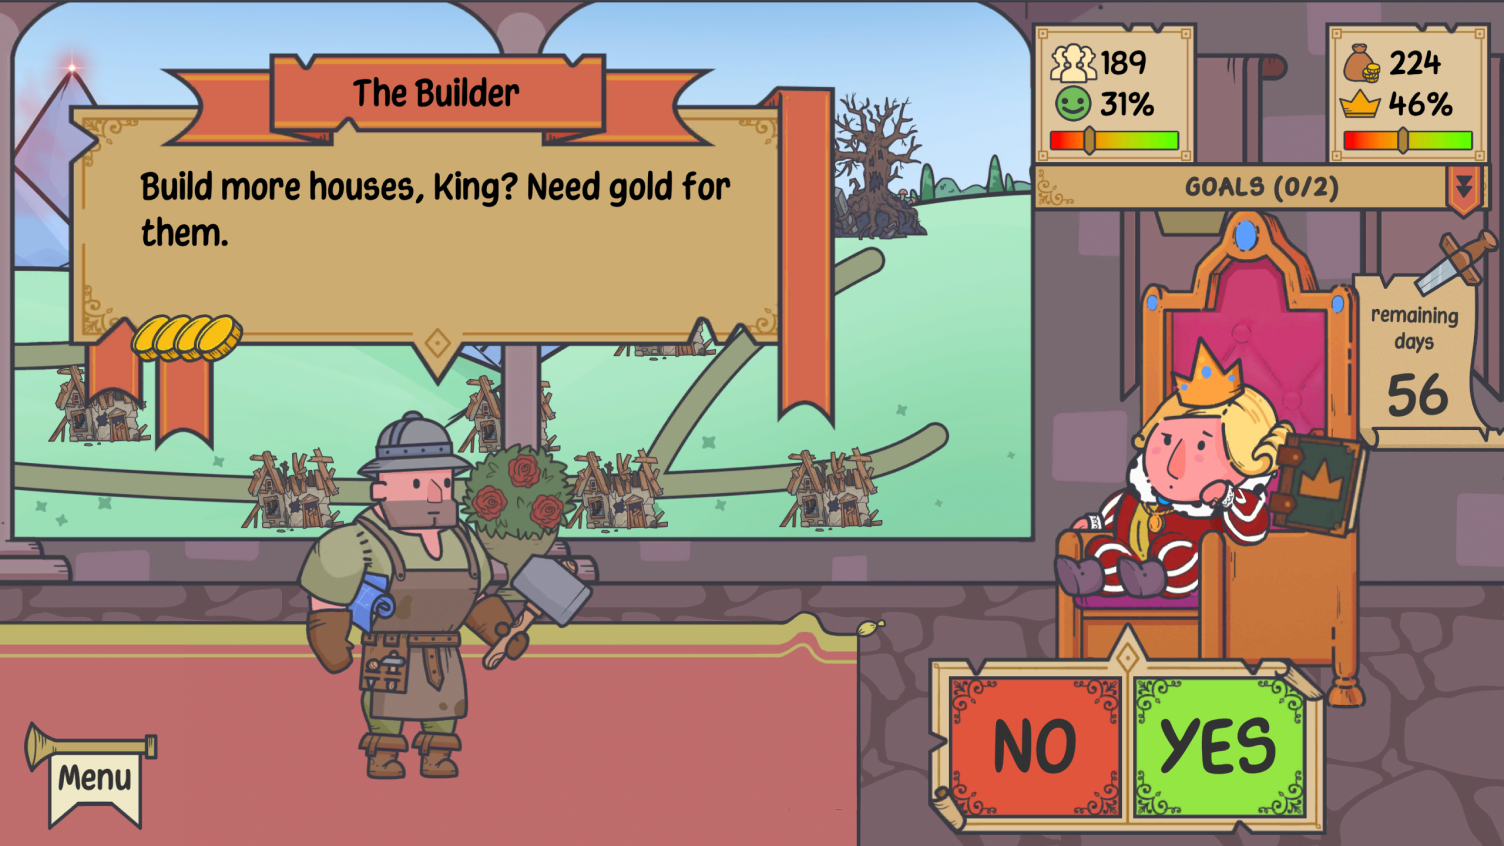 The Builder
Build more houses, King? Need gold for
them.
189
31%
224
46%
GOALS (0/2)
remaining
days
56
Menu
NO
YES